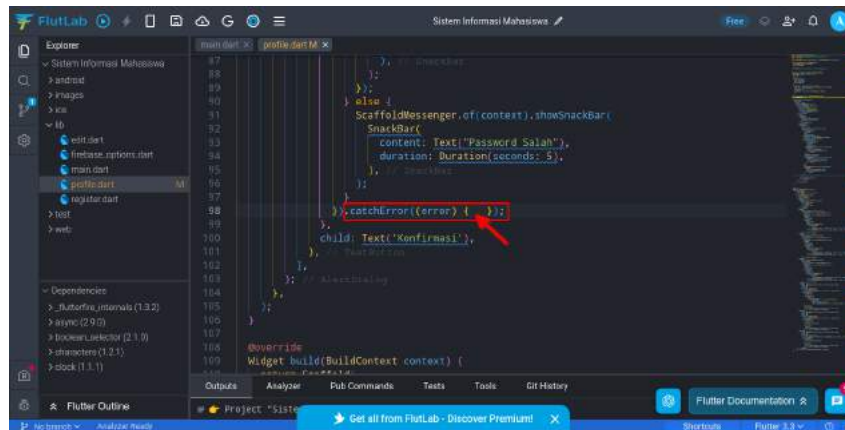 FlutLab
Sistem Informasi Mahasiswa
Free
Explorer
main.dart ×
profile.dart M ×
Sistem Informasi Mahasiswa
> android
> images
> ios
lib
edit.dart
firebase_options.dart
main.dart
profile.dart M
register.dart
> test
> web
Dependencies
> _flutterfire_internals (1.3.2)
> async (2.9.0)
> boolean_selector (2.1.0)
> characters (1.2.1)
> clock (1.1.1)
Flutter Outline
87 ), // SnackBar
88 );
89 });
90 } else {
91 ScaffoldMessenger.of(context).showSnackBar(
92 SnackBar(
93 content: Text("Password Salah"),
94 duration: Duration(seconds: 5),
95 ), // SnackBar
96 );
97 }
98 }).catchError((error) { });
99 },
100 child: Text('Konfirmasi'),
101 ), // TextButton
102 ],
103 ); // AlertDialog
104 },
105 );
106 }
107
108 @override
109 Widget build(BuildContext context) {
Outputs Analyzer Pub Commands Tests Tools Git History
Project "Siste
Get all from FlutLab - Discover Premium! X
Flutter Documentation
No branch Analyzer Ready
Shortcuts Flutter 3.3